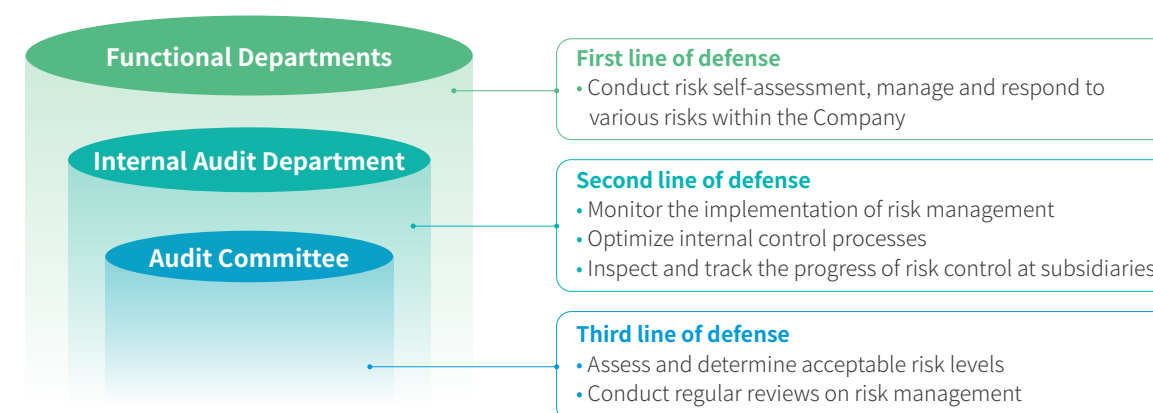 Functional Departments
First line of defense
• Conduct risk self-assessment, manage and respond to
various risks within the Company
Internal Audit Department
Second line of defense
• Monitor the implementation of risk management
• Optimize internal control processes
• Inspect and track the progress of risk control at subsidiaries
Audit Committee
Third line of defense
• Assess and determine acceptable risk levels
• Conduct regular reviews on risk management